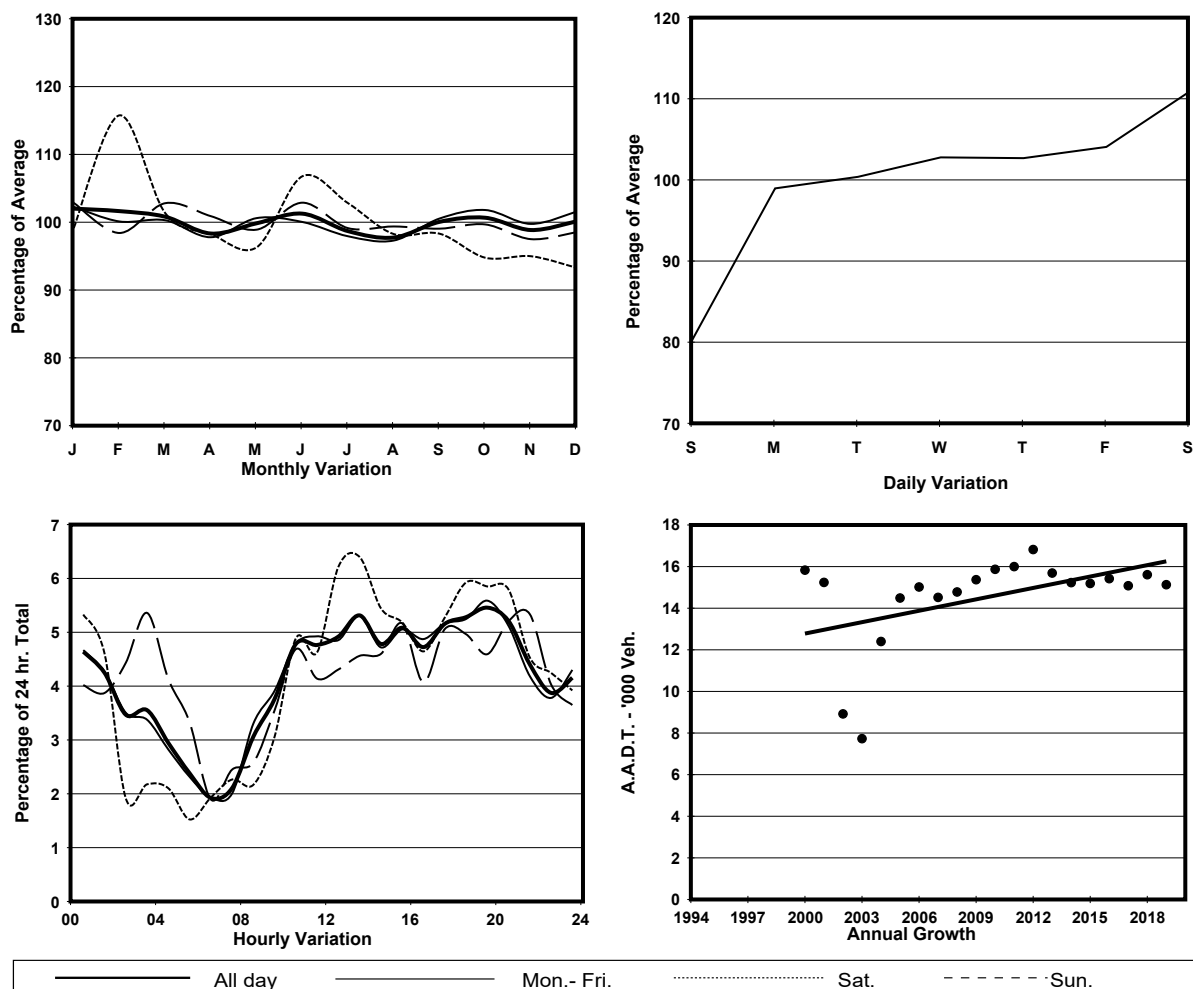 130
120
110
100
90
80
70
Percentage of Average
J F M A M J J A S O N D
Monthly Variation
120
110
100
90
80
70
Percentage of Average
S M T W T F S
Daily Variation
7
6
5
4
3
2
1
0
Percentage of 24 hr. Total
00 04 08 12 16 20 24
Hourly Variation
18
16
14
12
10
8
6
4
2
0
A.A.D.T. - '000 Veh.
1994 1997 2000 2003 2006 2009 2012 2015 2018
Annual Growth
All day Mon.- Fri. Sat. Sun.